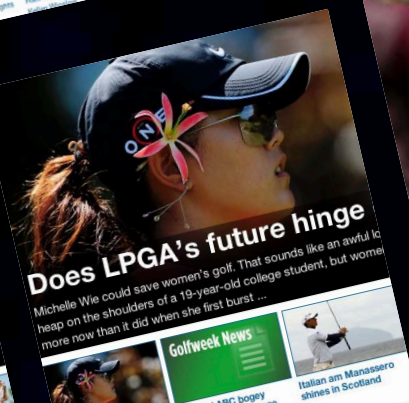 ONE
Does LPGA's future hinge
Michelle Wie could save women's golf. That sounds like an awful
heap on the shoulders of a 19-year-old college student, but
more now than it did when she first burst ...
Golfweek News
bogey
Italian am Manassero
shines in Scotland